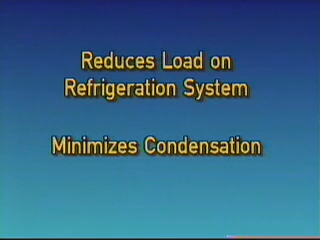 Reduces Load on
Refrigeration System
Minimizes Condensation